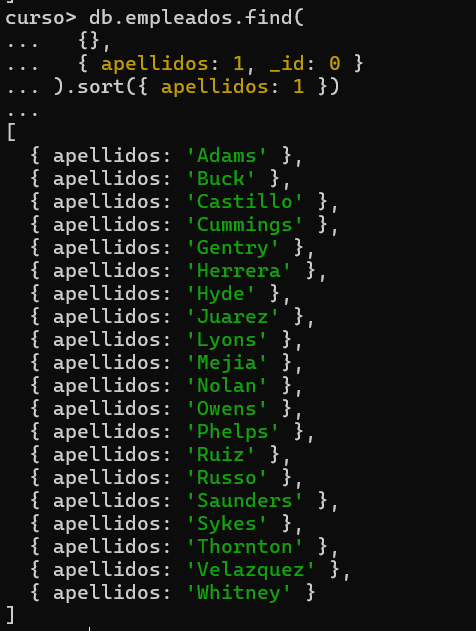 curso> db.empleados.find(
...   {},
...   { apellidos: 1, _id: 0 }
... ).sort({ apellidos: 1 })
...
[
  { apellidos: 'Adams' },
  { apellidos: 'Buck' },
  { apellidos: 'Castillo' },
  { apellidos: 'Cummings' },
  { apellidos: 'Gentry' },
  { apellidos: 'Herrera' },
  { apellidos: 'Hyde' },
  { apellidos: 'Juarez' },
  { apellidos: 'Lyons' },
  { apellidos: 'Mejia' },
  { apellidos: 'Nolan' },
  { apellidos: 'Owens' },
  { apellidos: 'Phelps' },
  { apellidos: 'Ruiz' },
  { apellidos: 'Russo' },
  { apellidos: 'Saunders' },
  { apellidos: 'Sykes' },
  { apellidos: 'Thornton' },
  { apellidos: 'Velazquez' },
  { apellidos: 'Whitney' }
]